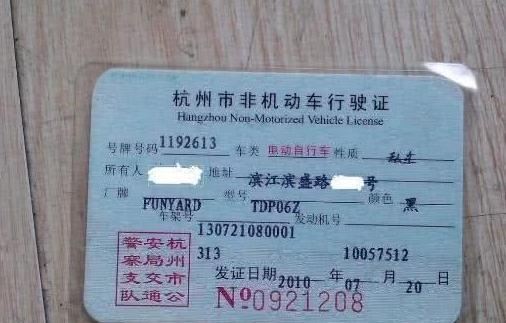 杭州市非机动车行驶证
Hangzhou Non-Motorized Vehicle License
号牌号码 1192613 车类 电动自行车 性质
所有人 地址 滨江滨盛路 号
厂牌 FUNYARD 型号 TDP06Z 颜色 黑
车架号 130721080001313 发动机号 10057512
发证日期 2010 年 07 月 20 日
杭州市公安局交通警察支队
№0921208